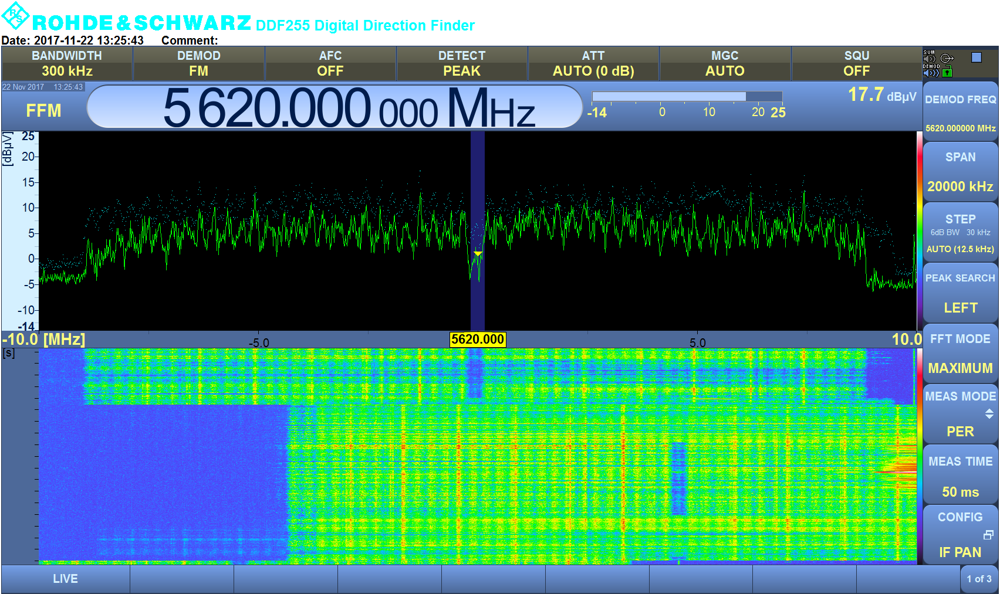 ROHDE&SCHWARZ DDF255 Digital Direction Finder
Date: 2017-11-22 13:25:43 Comment:
BANDWIDTH DEMOD AFC DETECT ATT MGC SQU
300 kHz FM OFF PEAK AUTO (0 dB) AUTO OFF
SUM
DEMOD
22 Nov 2017 13:25:43
FFM
5 620.000 000 MHz
-14 0 10 20 25
17.7 dBµV
DEMOD FREQ
5620.000000 MHz
[dBµV]
25
20
15
10
5
0
-5
-10
-14
SPAN
20000 kHz
STEP
6dB BW 30 kHz
AUTO (12.5 kHz)
PEAK SEARCH
LEFT
-10.0 [MHz] -5.0 5620.000 5.0 10.0
[s]
FFT MODE
MAXIMUM
MEAS MODE
PER
MEAS TIME
50 ms
CONFIG
IF PAN
LIVE
1 of 3